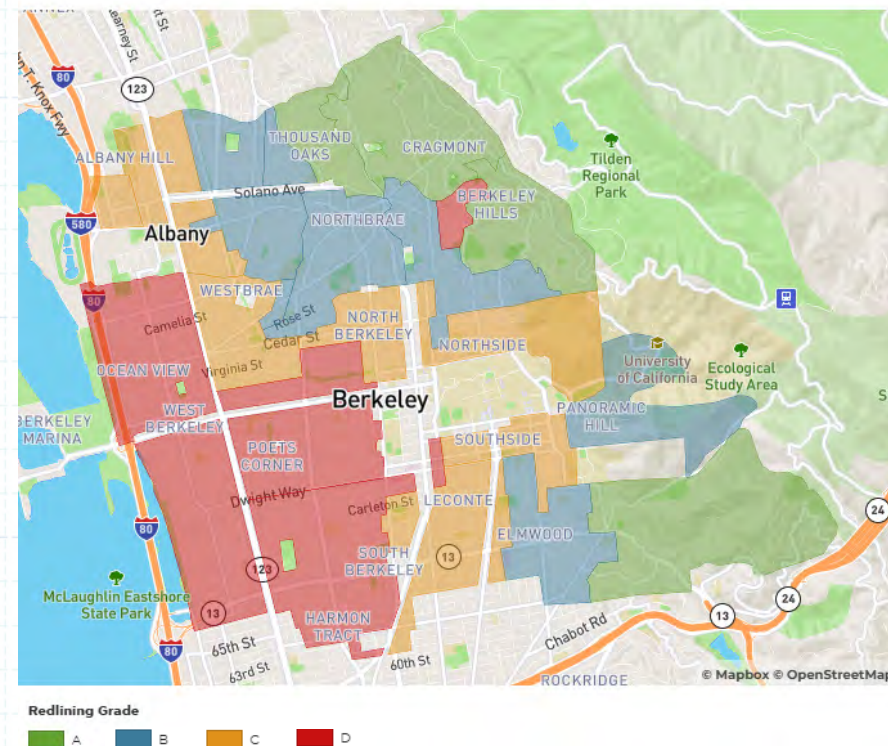 Kearney St
123
80
ALBANY HILL
THOUSAND
OAKS
CRAGMONT
Tilden
Regional
Park
Solano Ave
BERKELEY
HILLS
580
Albany
NORTHBRAE
80
WESTBRAE
Camelia St
Rose St
Cedar St
NORTH
BERKELEY
NORTHSIDE
OCEAN VIEW
Virginia St
University
of California
Ecological
Study Area
Berkeley
BERKELEY
MARINA
WEST
BERKELEY
PANORAMIC
HILL
POETS
CORNER
SOUTHSIDE
Dwight Way
Carleton St
LECONTE
24
80
ELMWOOD
123
SOUTH
BERKELEY
13
McLaughlin Eastshore
State Park
13
HARMON
TRACT
24
13
65th St
Chabot Rd
80
63rd St
60th St
ROCKRIDGE
© Mapbox © OpenStreetMap
Redlining Grade
A
B
C
D